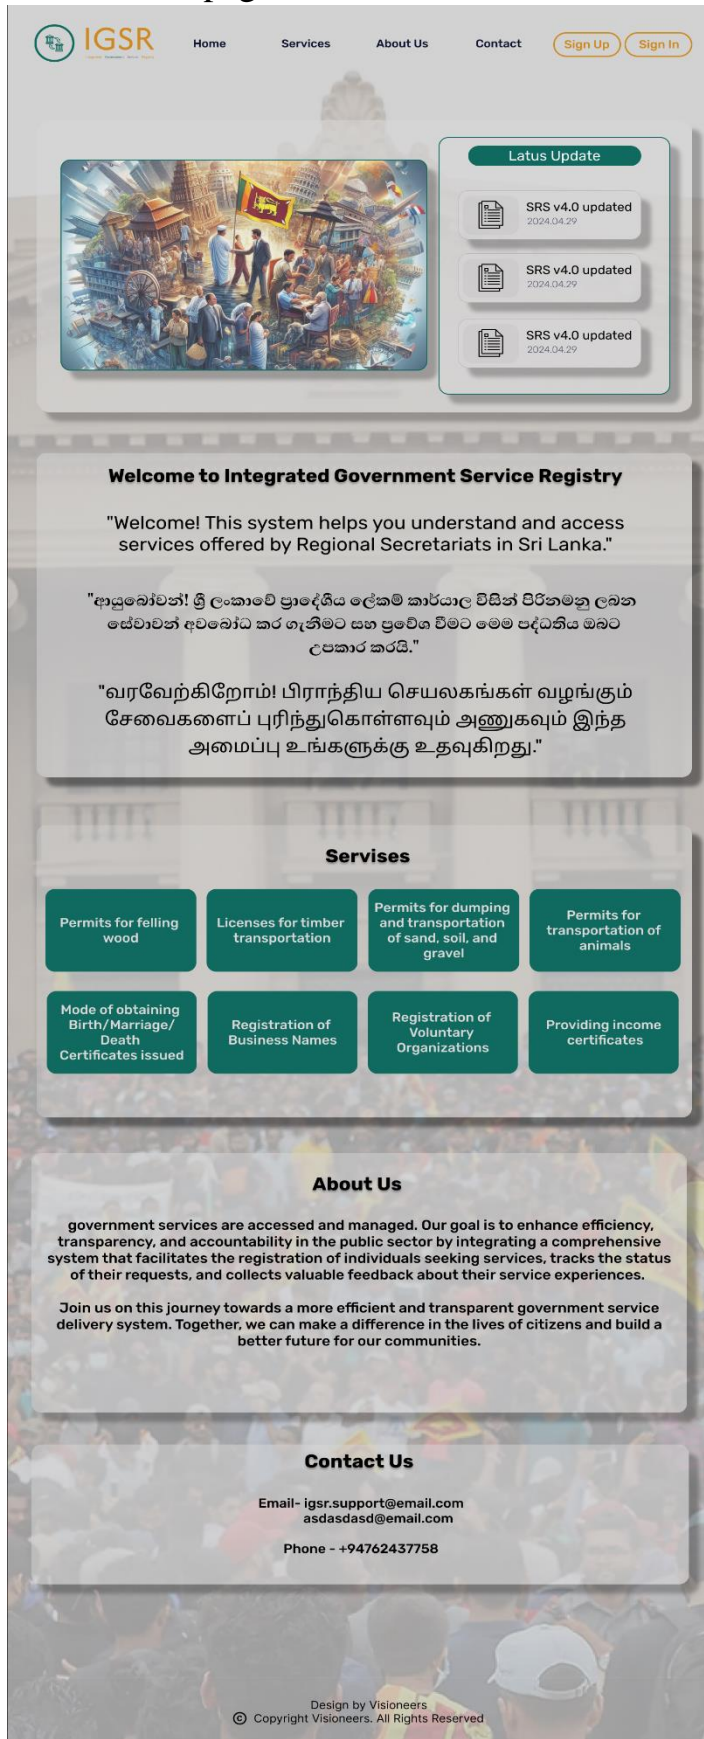 IGSR
Home
Services
About Us
Contact
Sign Up
Sign In
Latus Update
SRS v4.0 updated
2024.04.29
SRS v4.0 updated
2024.04.29
SRS v4.0 updated
2024.04.29
Welcome to Integrated Government Service Registry
"Welcome! This system helps you understand and access
services offered by Regional Secretariats in Sri Lanka."
"ආයුබෝවන්! ශ්‍රී ලංකාවේ ප්‍රාදේශීය ලේකම් කාර්යාල විසින් පිරිනමනු ලබන
සේවාවන් අවබෝධ කර ගැනීමට සහ ප්‍රවේශ වීමට මෙම පද්ධතිය ඔබට
උපකාර කරයි."
"வரவேற்கிறோம்! பிராந்திய செயலகங்கள் வழங்கும்
சேவைகளைப் புரிந்துகொள்ளவும் அணுகவும் இந்த
அமைப்பு உங்களுக்கு உதவுகிறது."
Servises
Permits for felling
wood
Licenses for timber
transportation
Permits for dumping
and transportation
of sand, soil, and
gravel
Permits for
transportation of
animals
Mode of obtaining
Birth/Marriage/
Death
Certificates issued
Registration of
Business Names
Registration of
Voluntary
Organizations
Providing income
certificates
About Us
government services are accessed and managed. Our goal is to enhance efficiency,
transparency, and accountability in the public sector by integrating a comprehensive
system that facilitates the registration of individuals seeking services, tracks the status
of their requests, and collects valuable feedback about their service experiences.
Join us on this journey towards a more efficient and transparent government service
delivery system. Together, we can make a difference in the lives of citizens and build a
better future for our communities.
Contact Us
Email- igsr.support@email.com
asdasdasd@email.com
Phone - +94762437758
Design by Visioneers
© Copyright Visioneers. All Rights Reserved